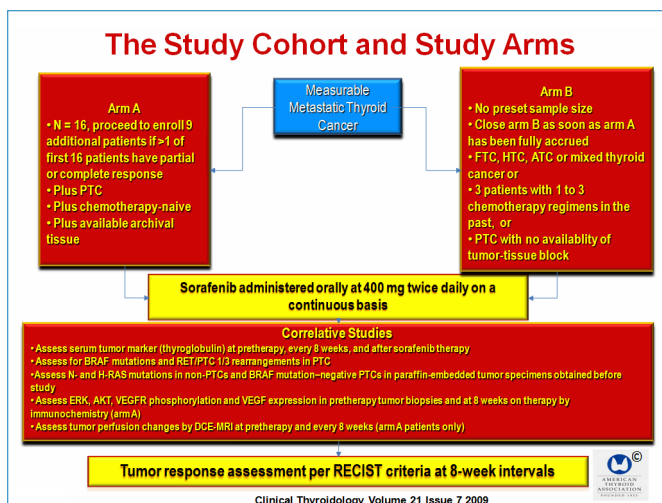 The Study Cohort and Study Arms
Arm A
• N = 16, proceed to enroll 9
additional patients if >1 of
first 16 patients have partial
or complete response
• Plus PTC
• Plus chemotherapy-naive
• Plus available archival
tissue
Measurable
Metastatic Thyroid
Cancer
Arm B
• No preset sample size
• Close arm B as soon as arm A
has been fully accrued
• FTC, HTC, ATC or mixed thyroid
cancer or
• 3 patients with 1 to 3
chemotherapy regimens in the
past, or
• PTC with no availablity of
tumor-tissue block
Sorafenib administered orally at 400 mg twice daily on a
continuous basis
Correlative Studies
• Assess serum tumor marker (thyroglobulin) at pretherapy, every 8 weeks, and after sorafenib therapy
• Assess for BRAF mutations and RET/PTC 1/3 rearrangements in PTC
• Assess N- and H-RAS mutations in non-PTCs and BRAF mutation–negative PTCs in paraffin-embedded tumor specimens obtained before
study
• Assess ERK, AKT, VEGFR phosphorylation and VEGF expression in pretherapy tumor biopsies and at 8 weeks on therapy by
immunochemistry (arm A)
• Assess tumor perfusion changes by DCE-MRI at pretherapy and every 8 weeks (arm A patients only)
Tumor response assessment per RECIST criteria at 8-week intervals
©
AMERICAN
THYROID
ASSOCIATION
FOUNDED 1923
Clinical Thyroidology Volume 21 Issue 7 2009